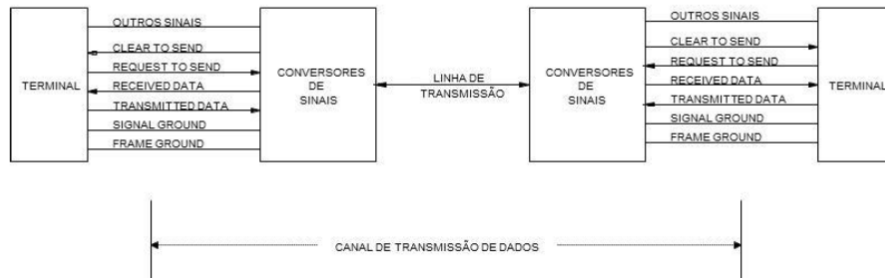 OUTROS SINAIS
CLEAR TO SEND
REQUEST TO SEND
RECEIVED DATA
TRANSMITTED DATA
SIGNAL GROUND
FRAME GROUND
TERMINAL
CONVERSORES
DE
SINAIS
LINHA DE
TRANSMISSÃO
CONVERSORES
DE
SINAIS
OUTROS SINAIS
CLEAR TO SEND
REQUEST TO SEND
RECEIVED DATA
TRANSMITTED DATA
SIGNAL GROUND
FRAME GROUND
TERMINAL
CANAL DE TRANSMISSÃO DE DADOS